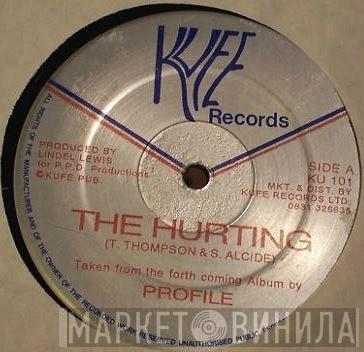 KUFE
Records
PRODUCED BY
LINDEL LEWIS
for P.P.D. Productions
© KUFE PUB.
SIDE A
KU 101
MKT. & DIST. BY
KUFE RECORDS LTD.
0831 326835
THE HURTING
(T. THOMPSON & S. ALCIDE)
Taken from the forth coming Album by
PROFILE
ALL RIGHTS OF THE MANUFACTURER AND OF THE OWNER OF THE RECORDED WORK RESERVED UNAUTHORISED PUBLIC
МАРКЕТ ВИНИЛА